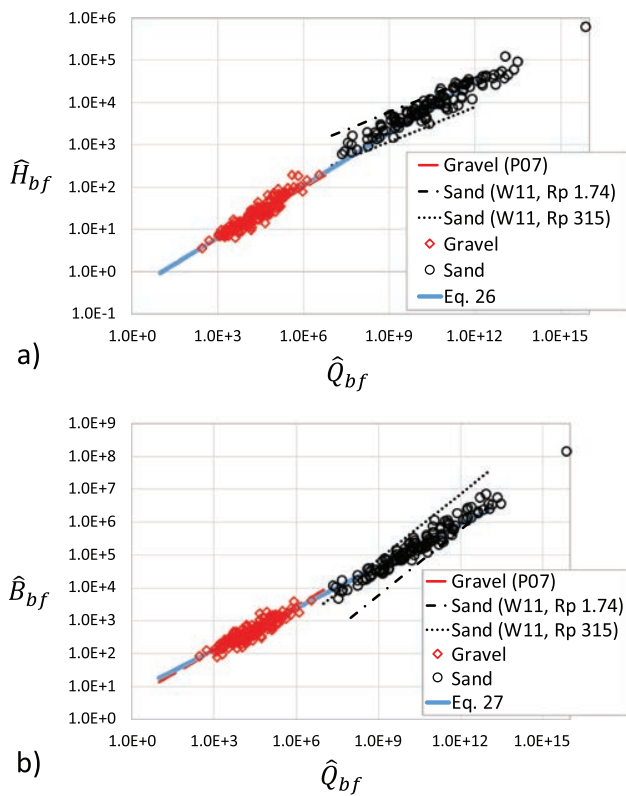 1.0E+6
1.0E+5
1.0E+4
1.0E+3
1.0E+2
1.0E+1
1.0E+0
1.0E-1
Ĥbf
Gravel (P07)
Sand (W11, Rp 1.74)
Sand (W11, Rp 315)
Gravel
Sand
Eq. 26
1.0E+0 1.0E+3 1.0E+6 1.0E+9 1.0E+12 1.0E+15
a)
Q̂bf
1.0E+9
1.0E+8
1.0E+7
1.0E+6
1.0E+5
1.0E+4
1.0E+3
1.0E+2
1.0E+1
1.0E+0
B̂bf
Gravel (P07)
Sand (W11, Rp 1.74)
Sand (W11, Rp 315)
Gravel
Sand
Eq. 27
1.0E+0 1.0E+3 1.0E+6 1.0E+9 1.0E+12 1.0E+15
b)
Q̂bf